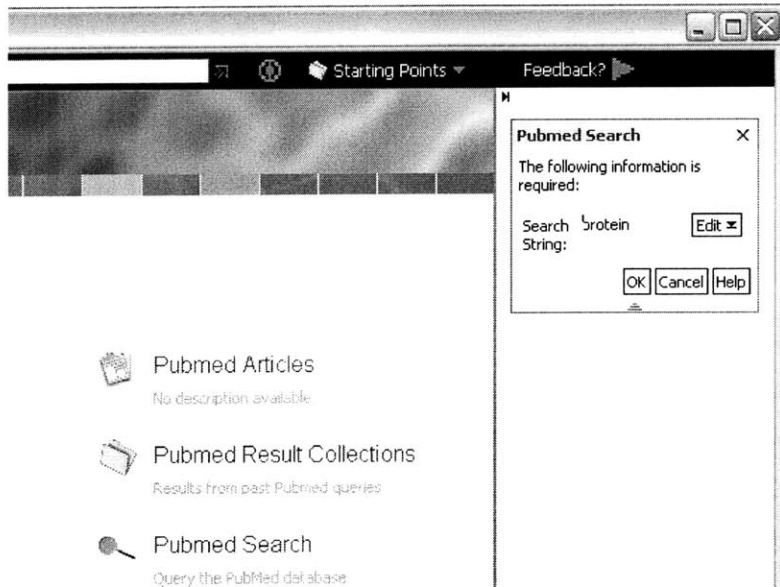 Starting Points
Feedback?
Pubmed Search
The following information is
required:
Search protein Edit
String:
OK Cancel Help
Pubmed Articles
No description available
Pubmed Result Collections
Results from past Pubmed queries
Pubmed Search
Query the PubMed database